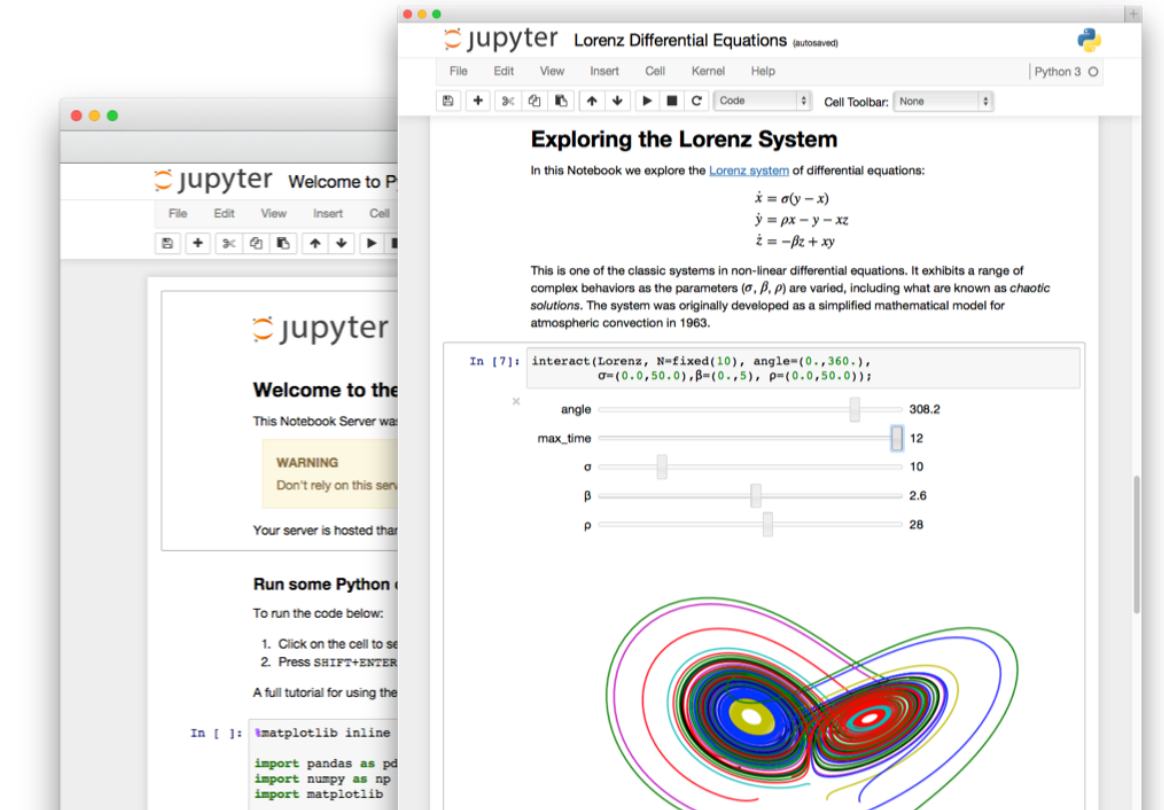 jupyter Lorenz Differential Equations (autosaved)
File Edit View Insert Cell Kernel Help Python 3
Code Cell Toolbar: None
Exploring the Lorenz System
In this Notebook we explore the Lorenz system of differential equations:
ẋ = σ(y − x)
ẏ = ρx − y − xz
ż = −βz + xy
This is one of the classic systems in non-linear differential equations. It exhibits a range of
complex behaviors as the parameters (σ, β, ρ) are varied, including what are known as chaotic
solutions. The system was originally developed as a simplified mathematical model for
atmospheric convection in 1963.
In [7]: interact(Lorenz, N=fixed(10), angle=(0.,360.),
σ=(0.0,50.0),β=(0.,5), ρ=(0.0,50.0));
angle 308.2
max_time 12
σ 10
β 2.6
ρ 28
jupyter Welcome to P
File Edit View Insert Cell
jupyter
Welcome to the
This Notebook Server was
WARNING
Don't rely on this serv
Your server is hosted than
Run some Python
To run the code below:
1. Click on the cell to se
2. Press SHIFT+ENTER
A full tutorial for using the
In [ ]: %matplotlib inline
import pandas as pd
import numpy as np
import matplotlib